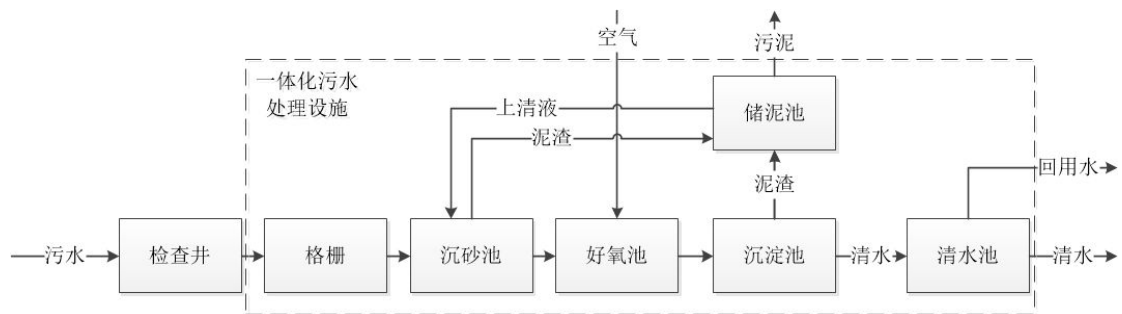 空气
污泥
一体化污水
处理设施
上清液
储泥池
泥渣
泥渣
回用水
污水
检查井
格栅
沉砂池
好氧池
沉淀池
清水
清水池
清水